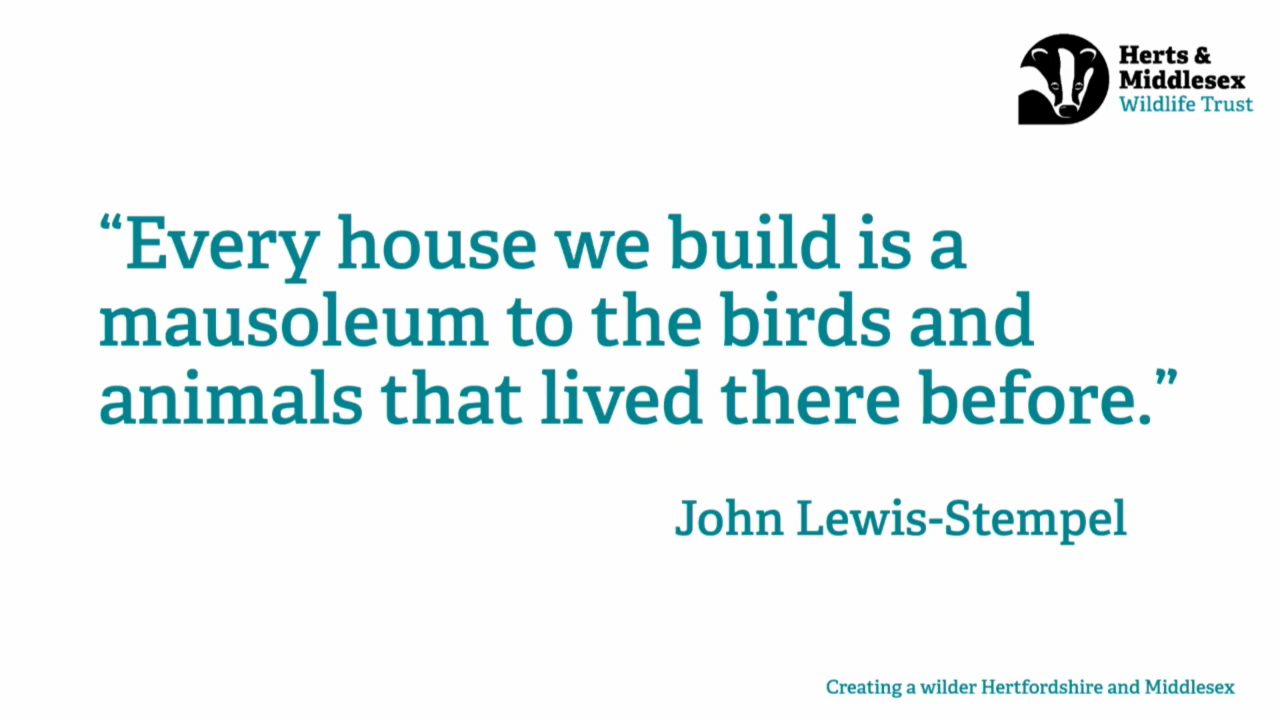 Herts &
Middlesex
Wildlife Trust
“Every house we build is a
mausoleum to the birds and
animals that lived there before.”
John Lewis-Stempel
Creating a wilder Hertfordshire and Middlesex